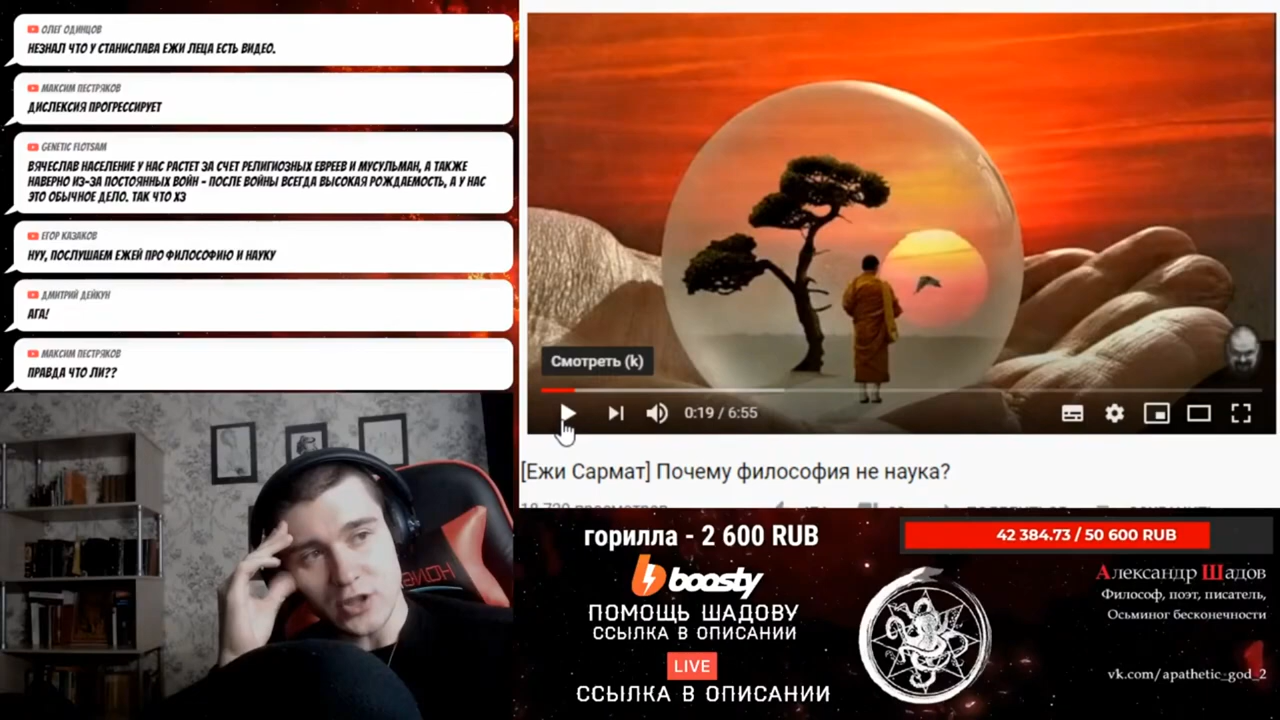 ОЛЕГ ОДИНЦОВ
НЕЗНАЛ ЧТО У СТАНИСЛАВА ЕЖИ ЛЕЦА ЕСТЬ ВИДЕО.
МАКСИМ ПЕСТРЯКОВ
ДИСЛЕКСИЯ ПРОГРЕССИРУЕТ
GENETIC FLOTSAM
ВЯЧЕСЛАВ НАСЕЛЕНИЕ У НАС РАСТЕТ ЗА СЧЕТ РЕЛИГИОЗНЫХ ЕВРЕЕВ И МУСУЛЬМАН, А ТАКЖЕ
НАВЕРНО ИЗ-ЗА ПОСТОЯННЫХ ВОЙН - ПОСЛЕ ВОЙНЫ ВСЕГДА ВЫСОКАЯ РОЖДАЕМОСТЬ, А У НАС
ЭТО ОБЫЧНОЕ ДЕЛО. ТАК ЧТО ХЗ
ЕГОР КАЗАКОВ
НУУ, ПОСЛУШАЕМ ЕЖЕЙ ПРО ФИЛОСОФИЮ И НАУКУ
ДМИТРИЙ ДЕЙКУН
АГА!
МАКСИМ ПЕСТРЯКОВ
ПРАВДА ЧТО ЛИ??
Смотреть (k)
0:19 / 6:55
[Ежи Сармат] Почему философия не наука?
горилла - 2 600 RUB
boosty
ПОМОЩЬ ШАДОВУ
ССЫЛКА В ОПИСАНИИ
LIVE
ССЫЛКА В ОПИСАНИИ
42 384.73 / 50 600 RUB
Александр Шадов
Философ, поэт, писатель,
Осьминог бесконечности
vk.com/apathetic_god_2